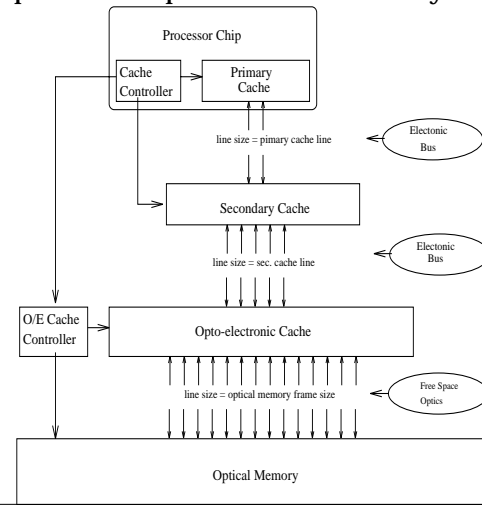 Processor Chip
Cache
Controller
Primary
Cache
line size = pimary cache line
Electonic
Bus
Secondary Cache
line size = sec. cache line
Electonic
Bus
O/E Cache
Controller
Opto-electronic Cache
line size = optical memory frame size
Free Space
Optics
Optical Memory